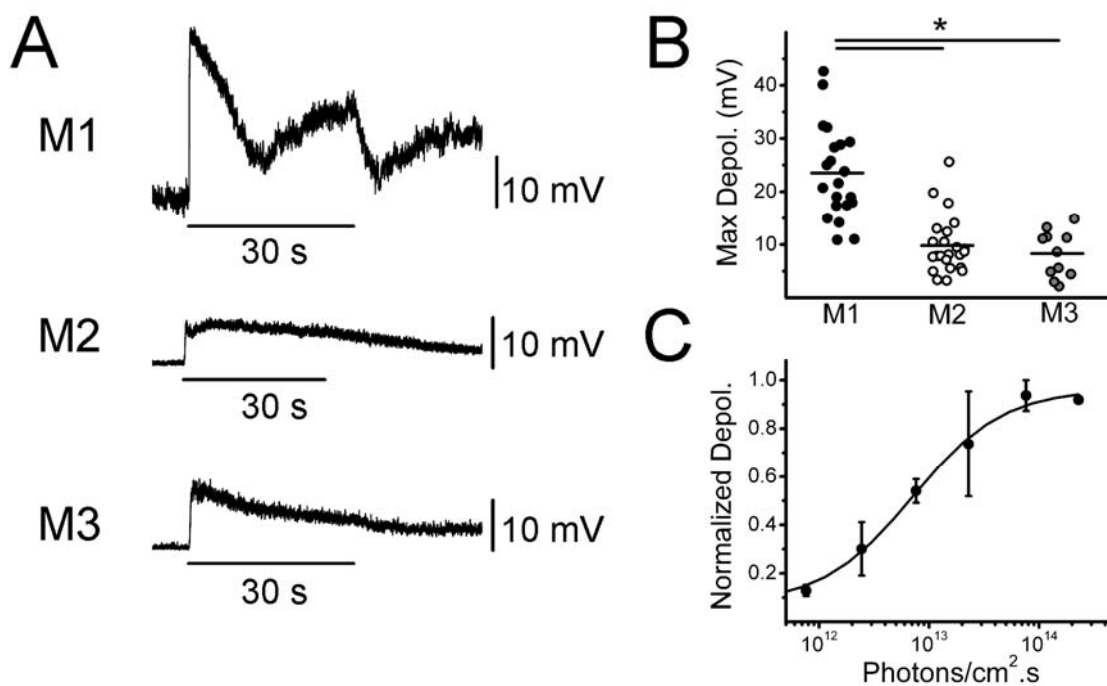 A
M1
10 mV
30 s
M2
10 mV
30 s
M3
10 mV
30 s
B
*
Max Depol. (mV)
40
30
20
10
M1 M2 M3
C
Normalized Depol.
1.0
0.8
0.6
0.4
0.2
10¹² 10¹³ 10¹⁴
Photons/cm².s